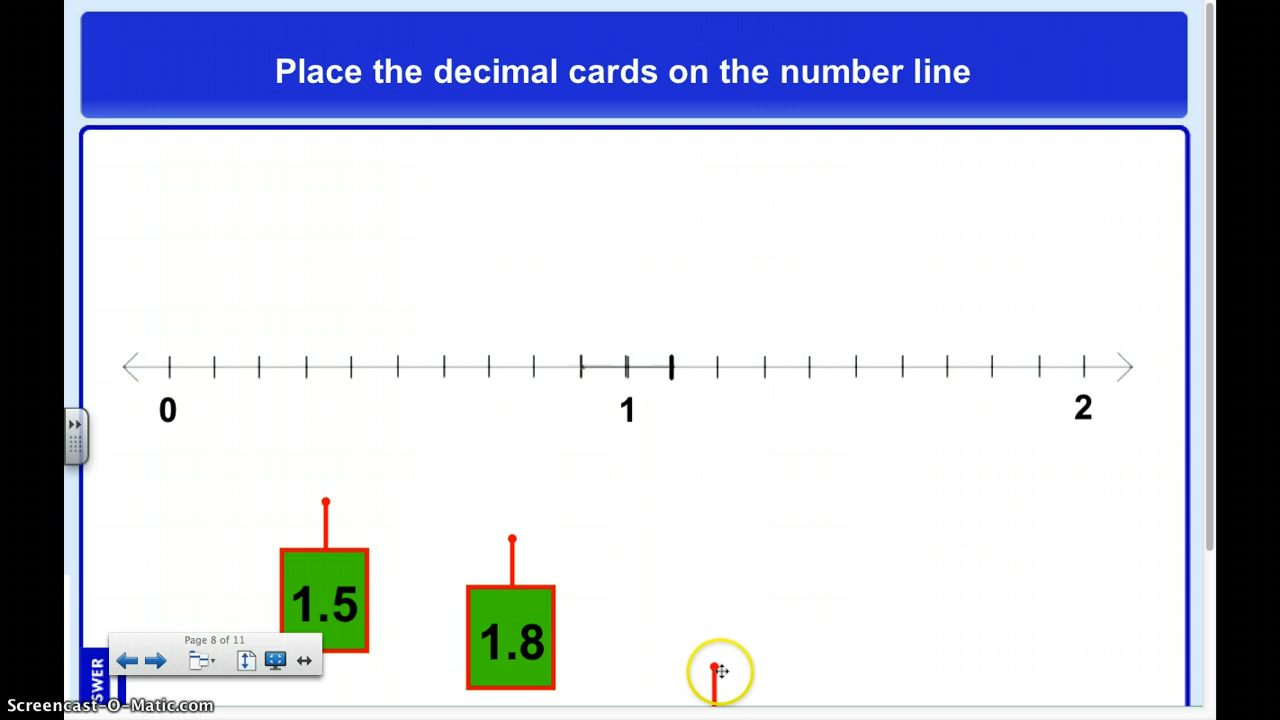 Place the decimal cards on the number line
0 1 2
1.5
1.8
Page 8 of 11
SWER
Screencast-O-Matic.com